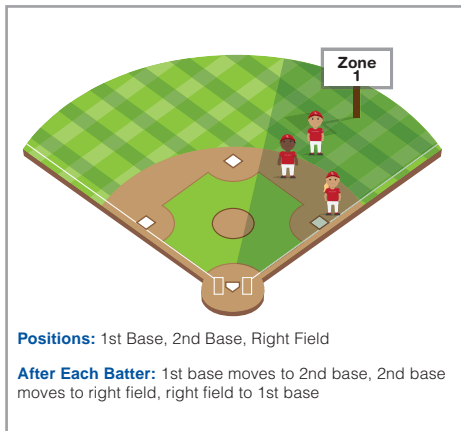 Zone
1
Positions: 1st Base, 2nd Base, Right Field
After Each Batter: 1st base moves to 2nd base, 2nd base
moves to right field, right field to 1st base